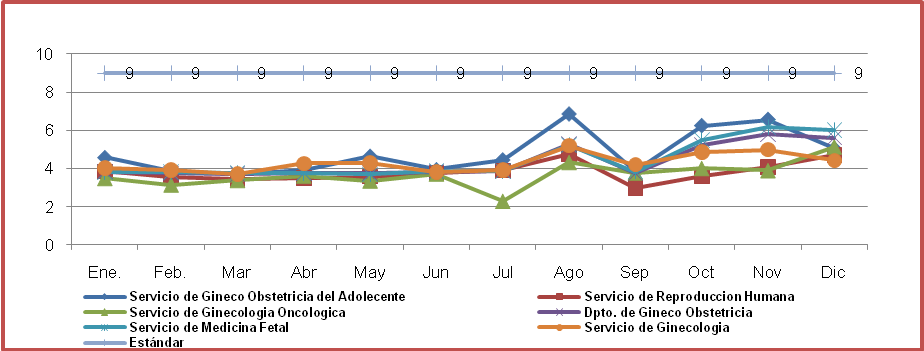 10
9 9 9 9 9 9 9 9 9 9 9 9
8
6
4
2
0
Ene. Feb. Mar Abr May Jun Jul Ago Sep Oct Nov Dic
Servicio de Gineco Obstetricia del Adolecente Servicio de Reproduccion Humana
Servicio de Ginecologia Oncologica Dpto. de Gineco Obstetricia
Servicio de Medicina Fetal Servicio de Ginecologia
Estándar